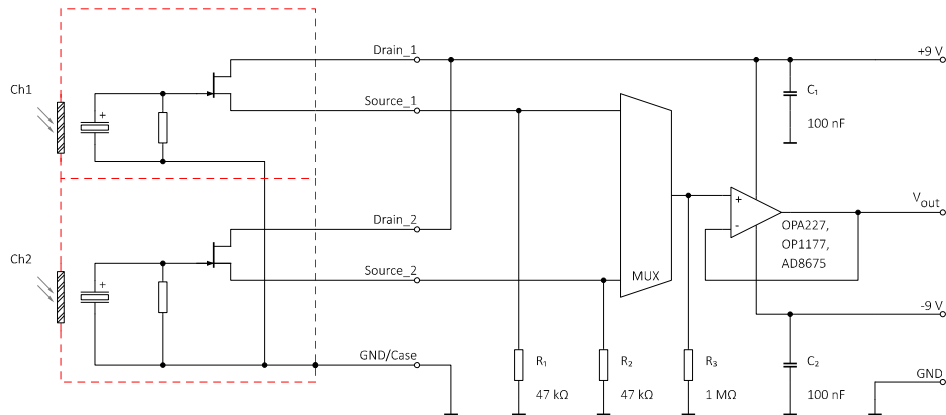 Drain_1
+9 V
Ch1
+
Source_1
C₁
100 nF
Drain_2
+
-
Vout
OPA227,
OP1177,
AD8675
Ch2
+
Source_2
MUX
-9 V
GND/Case
R₁
47 kΩ
R₂
47 kΩ
R₃
1 MΩ
C₂
100 nF
GND